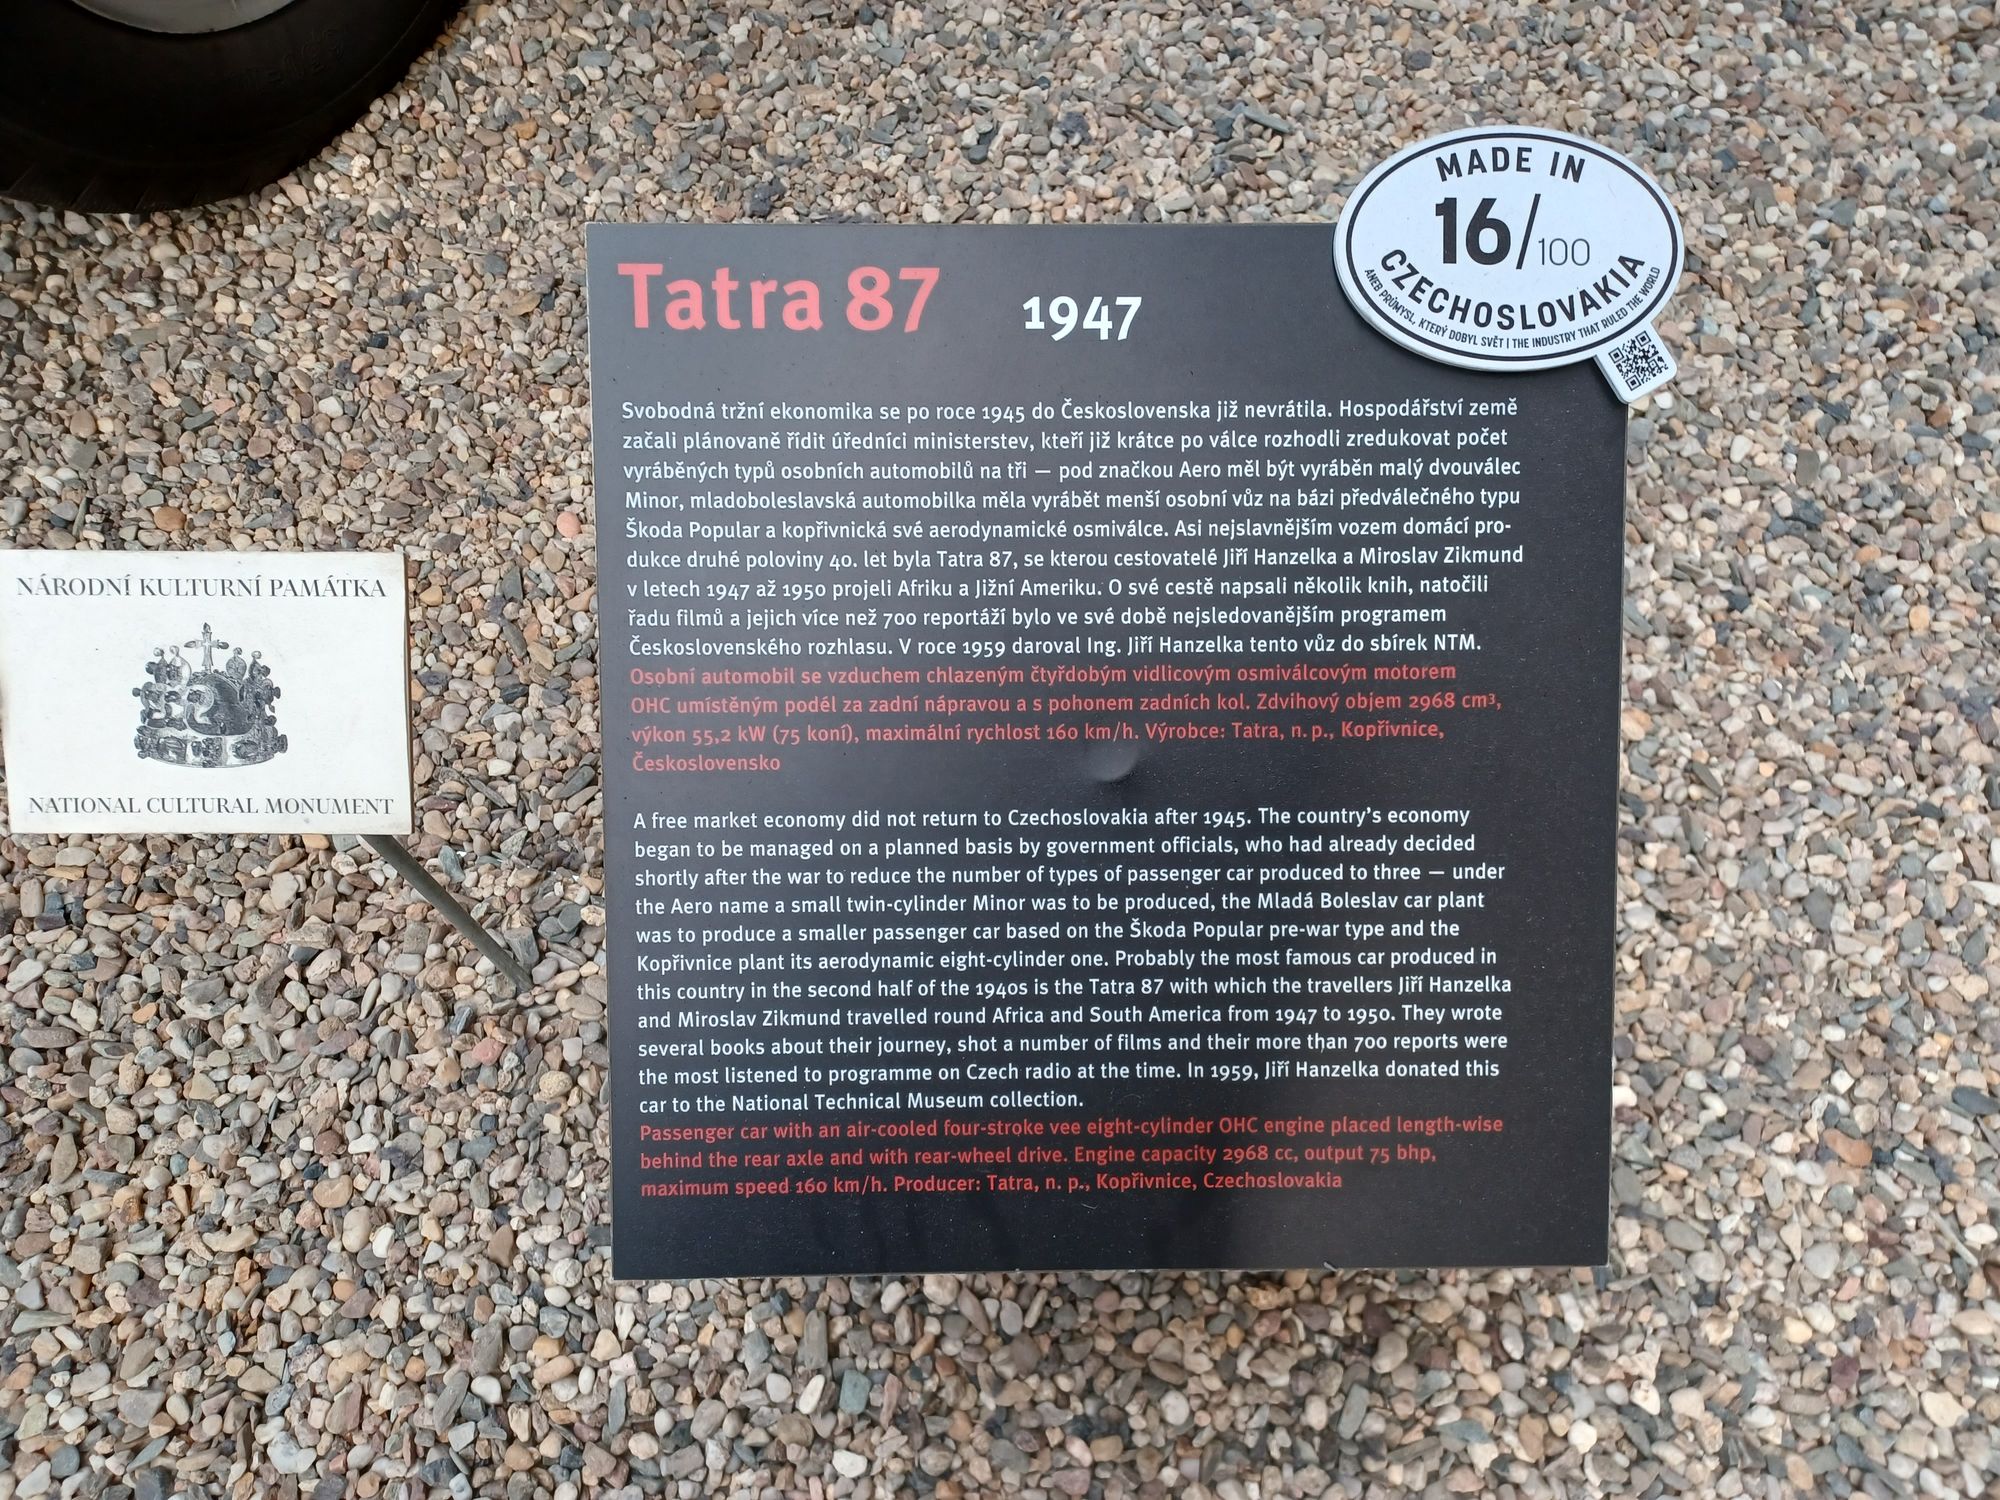 NÁRODNÍ KULTURNÍ PAMÁTKA
NATIONAL CULTURAL MONUMENT
MADE IN
16/100
CZECHOSLOVAKIA
ANEB PRŮMYSL, KTERÝ DOBYL SVĚT | THE INDUSTRY THAT RULED THE WORLD
Tatra 87 1947
Svobodná tržní ekonomika se po roce 1945 do Československa již nevrátila. Hospodářství země
začali plánovaně řídit úředníci ministerstev, kteří již krátce po válce rozhodli zredukovat počet
vyráběných typů osobních automobilů na tři — pod značkou Aero měl být vyráběn malý dvouválec
Minor, mladoboleslavská automobilka měla vyrábět menší osobní vůz na bázi předválečného typu
Škoda Popular a kopřivnická své aerodynamické osmiválce. Asi nejslavnějším vozem domácí pro-
dukce druhé poloviny 40. let byla Tatra 87, se kterou cestovatelé Jiří Hanzelka a Miroslav Zikmund
v letech 1947 až 1950 projeli Afriku a Jižní Ameriku. O své cestě napsali několik knih, natočili
řadu filmů a jejich více než 700 reportáží bylo ve své době nejsledovanějším programem
Československého rozhlasu. V roce 1959 daroval Ing. Jiří Hanzelka tento vůz do sbírek NTM.
Osobní automobil se vzduchem chlazeným čtyřdobým vidlicovým osmiválcovým motorem
OHC umístěným podél za zadní nápravou a s pohonem zadních kol. Zdvihový objem 2968 cm³,
výkon 55,2 kW (75 koní), maximální rychlost 160 km/h. Výrobce: Tatra, n. p., Kopřivnice,
Československo
A free market economy did not return to Czechoslovakia after 1945. The country's economy
began to be managed on a planned basis by government officials, who had already decided
shortly after the war to reduce the number of types of passenger car produced to three — under
the Aero name a small twin-cylinder Minor was to be produced, the Mladá Boleslav car plant
was to produce a smaller passenger car based on the Škoda Popular pre-war type and the
Kopřivnice plant its aerodynamic eight-cylinder one. Probably the most famous car produced in
this country in the second half of the 1940s is the Tatra 87 with which the travellers Jiří Hanzelka
and Miroslav Zikmund travelled round Africa and South America from 1947 to 1950. They wrote
several books about their journey, shot a number of films and their more than 700 reports were
the most listened to programme on Czech radio at the time. In 1959, Jiří Hanzelka donated this
car to the National Technical Museum collection.
Passenger car with an air-cooled four-stroke vee eight-cylinder OHC engine placed length-wise
behind the rear axle and with rear-wheel drive. Engine capacity 2968 cc, output 75 bhp,
maximum speed 160 km/h. Producer: Tatra, n. p., Kopřivnice, Czechoslovakia